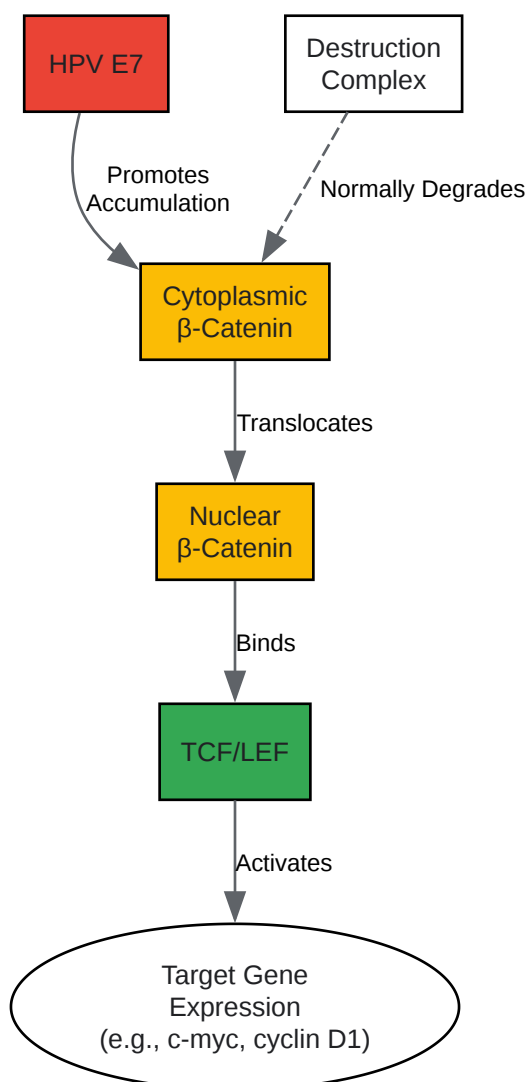 HPV E7
Destruction
Complex
Promotes
Accumulation
Normally Degrades
Cytoplasmic
β-Catenin
Translocates
Nuclear
β-Catenin
Binds
TCF/LEF
Activates
Target Gene
Expression
(e.g., c-myc, cyclin D1)